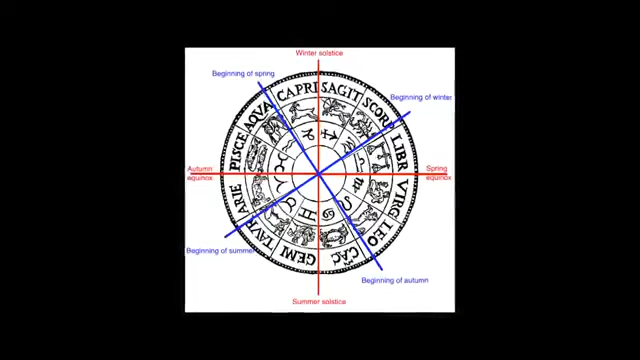 Winter solstice
Beginning of spring
Beginning of winter
CAPRI
SAGIT
AQVA
SCORP
PISCE
LIBR
Autumn
equinox
Spring
equinox
ARIE
VIRG
TAVR
LEO
GEMI
CAC
Beginning of summer
Beginning of autumn
Summer solstice